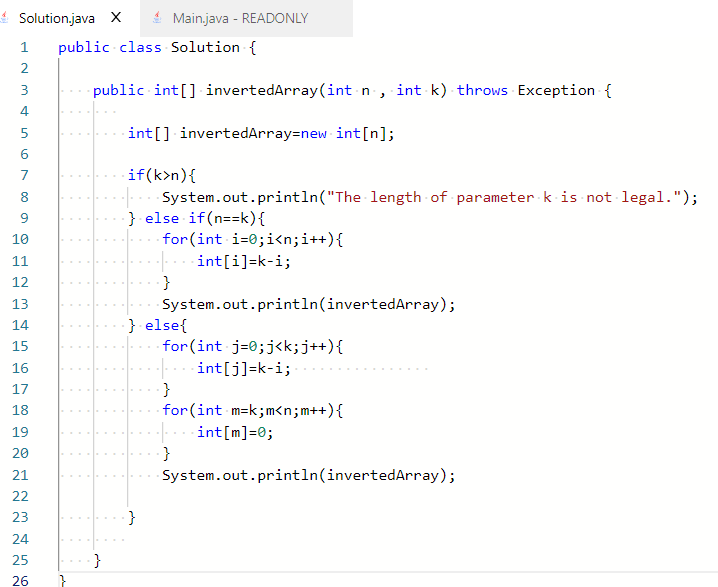 Solution.java X Main.java - READONLY
1 public class Solution {
2
3 public int[] invertedArray(int n , int k) throws Exception {
4
5 int[] invertedArray=new int[n];
6
7 if(k>n){
8 System.out.println("The length of parameter k is not legal.");
9 } else if(n==k){
10 for(int i=0;i<n;i++){
11 int[i]=k-i;
12 }
13 System.out.println(invertedArray);
14 } else{
15 for(int j=0;j<k;j++){
16 int[j]=k-i;
17 }
18 for(int m=k;m<n;m++){
19 int[m]=0;
20 }
21 System.out.println(invertedArray);
22
23 }
24
25 }
26 }